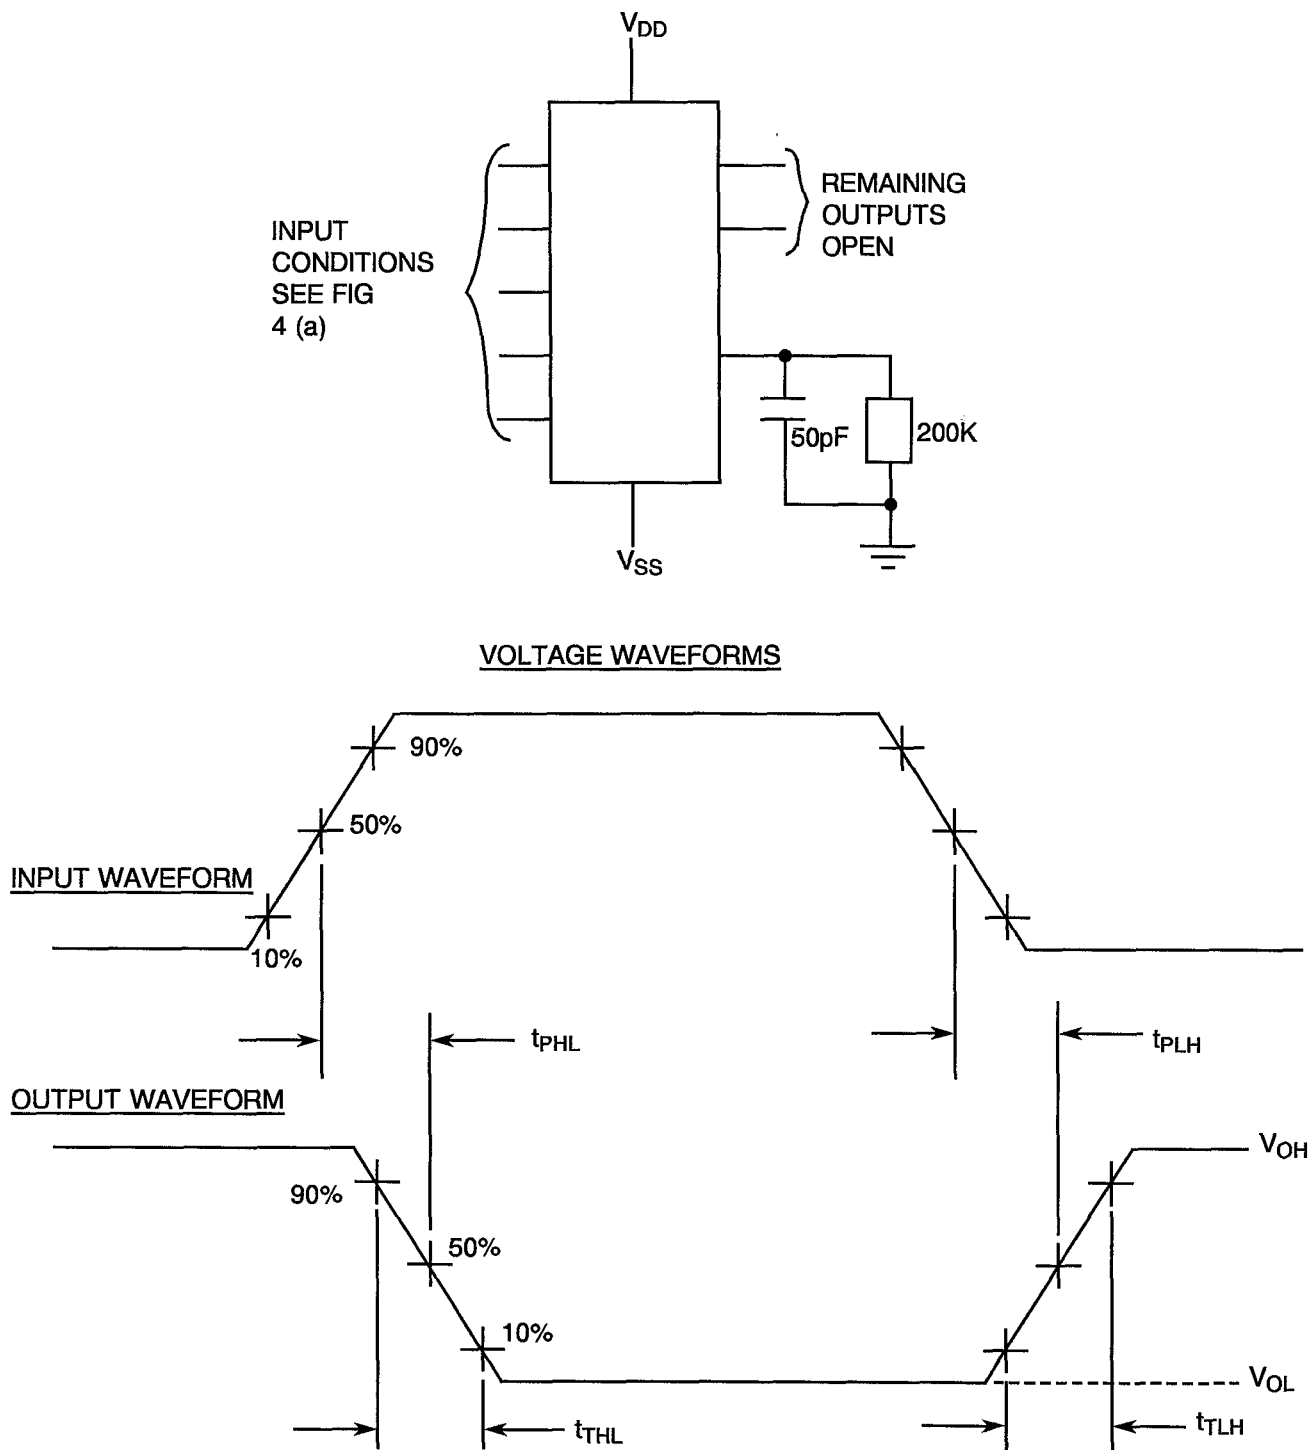 VDD
INPUT
CONDITIONS
SEE FIG
4 (a)
REMAINING
OUTPUTS
OPEN
50pF
200K
VSS
VOLTAGE WAVEFORMS
90%
50%
INPUT WAVEFORM
10%
tPHL
tPLH
OUTPUT WAVEFORM
VOH
90%
50%
10%
VOL
tTHL
tTLH